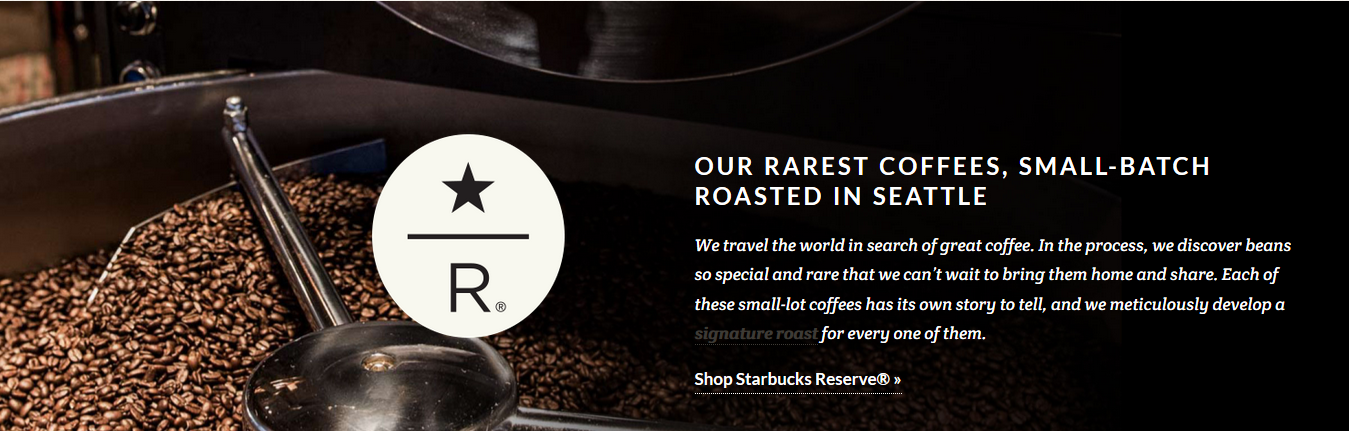 R®
OUR RAREST COFFEES, SMALL-BATCH
ROASTED IN SEATTLE
We travel the world in search of great coffee. In the process, we discover beans
so special and rare that we can't wait to bring them home and share. Each of
these small-lot coffees has its own story to tell, and we meticulously develop a
signature roast for every one of them.
Shop Starbucks Reserve® »